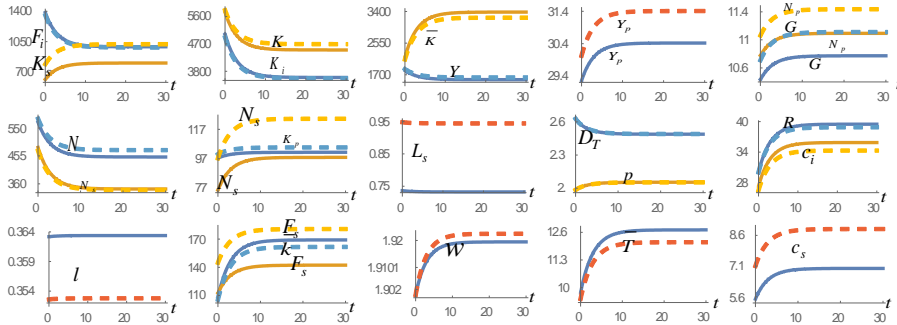 1400 F_i 1050 K_s 700 0 10 20 30 t
5600 4700 3800 K K_i 0 10 20 30 t
3400 2500 1700 κ̄ Y 0 10 20 30 t
31.4 30.4 29.4 Y_p Y_p 0 10 20 30 t
11.4 11 10.6 N_p G N_p G 0 10 20 30 t
550 455 360 N N_i 0 10 20 30 t
117 97 77 N_s K_p N_s 0 10 20 30 t
0.95 0.85 0.75 L_s 0 10 20 30 t
2.6 2.3 2. D_T p 0 10 20 30 t
40 34 28 R c_i 0 10 20 30 t
0.364 0.359 0.354 l 0 10 20 30 t
170 140 110 F_s k̄ F_s 0 10 20 30 t
1.92 1.9101 1.902 W 0 10 20 30 t
12.6 11 9.4 T̄ 0 10 20 30 t
8.6 7.1 5.6 c_s 0 10 20 30 t